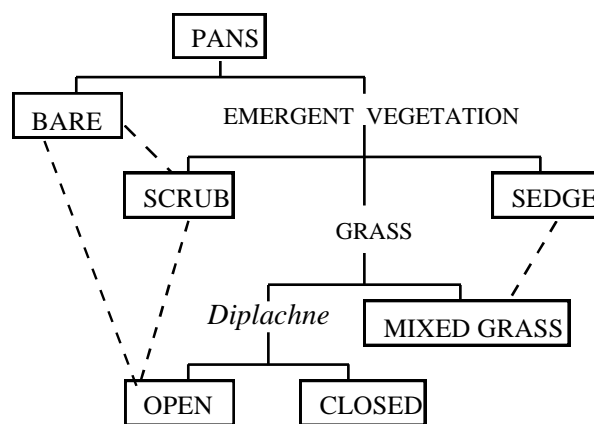 PANS
BARE
EMERGENT VEGETATION
SCRUB
SEDGE
GRASS
Diplachne
MIXED GRASS
OPEN
CLOSED